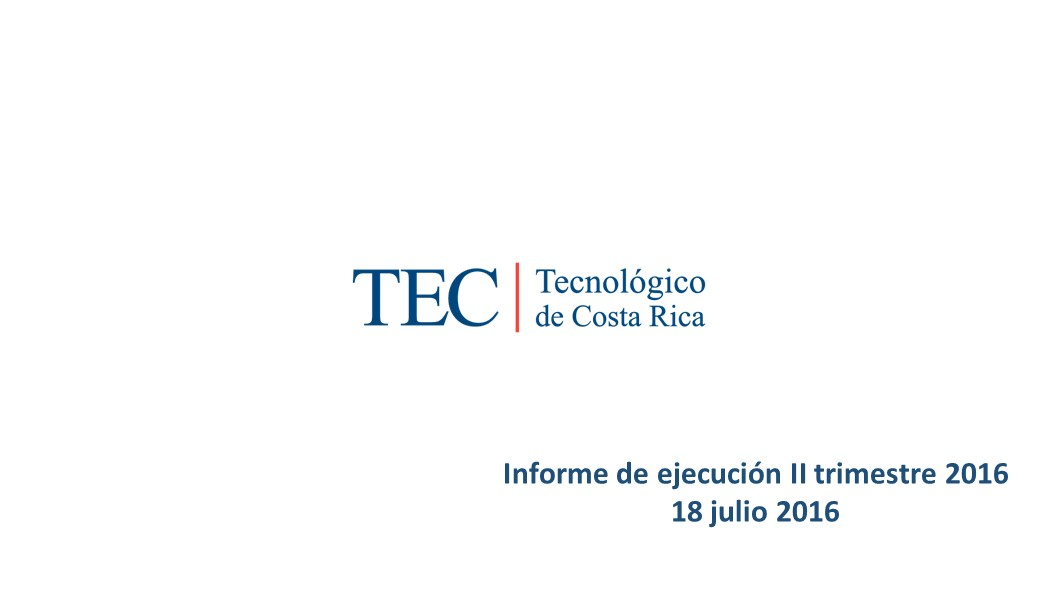 TEC
Tecnológico
de Costa Rica
Informe de ejecución II trimestre 2016
18 julio 2016